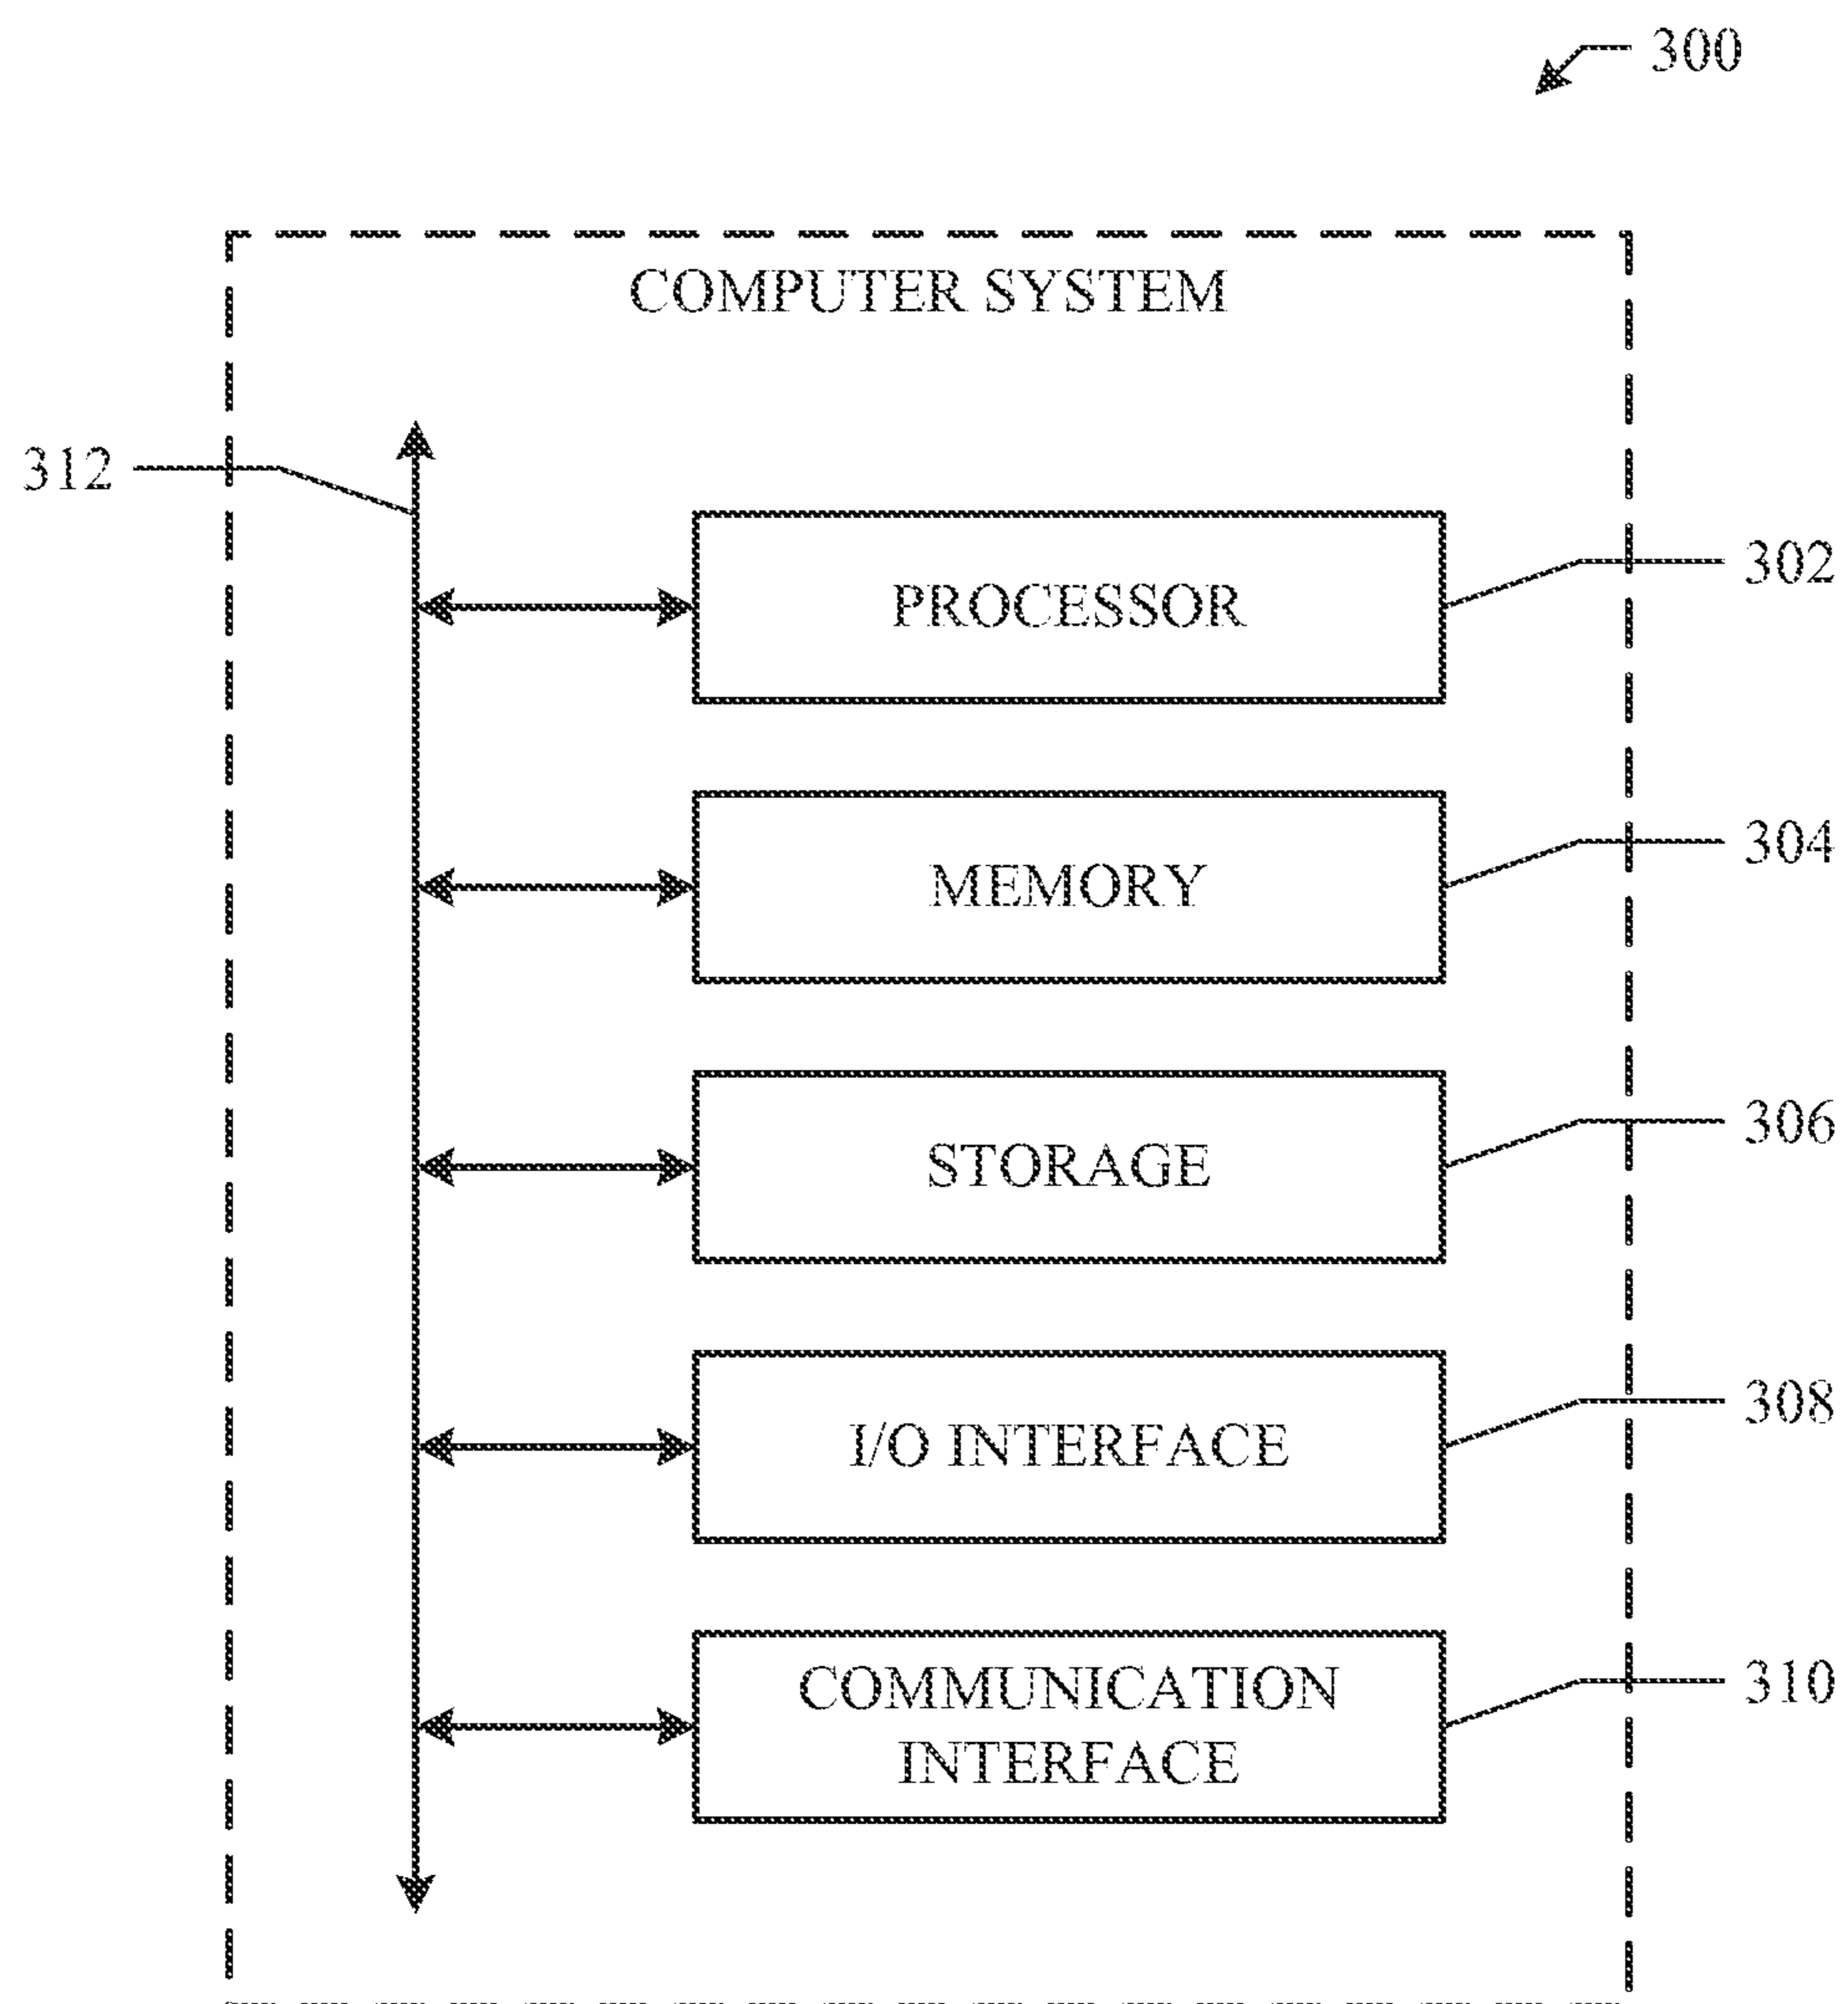 300
COMPUTER SYSTEM
312
PROCESSOR
302
MEMORY
304
STORAGE
306
I/O INTERFACE
308
COMMUNICATION
INTERFACE
310